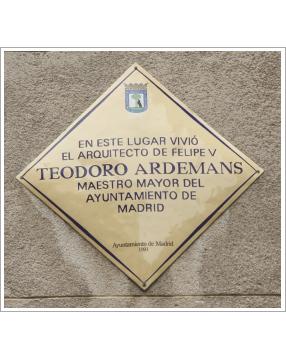 EN ESTE LUGAR VIVIÓ
EL ARQUITECTO DE FELIPE V
TEODORO ARDEMANS
MAESTRO MAYOR DEL
AYUNTAMIENTO DE
MADRID
Ayuntamiento de Madrid
1991